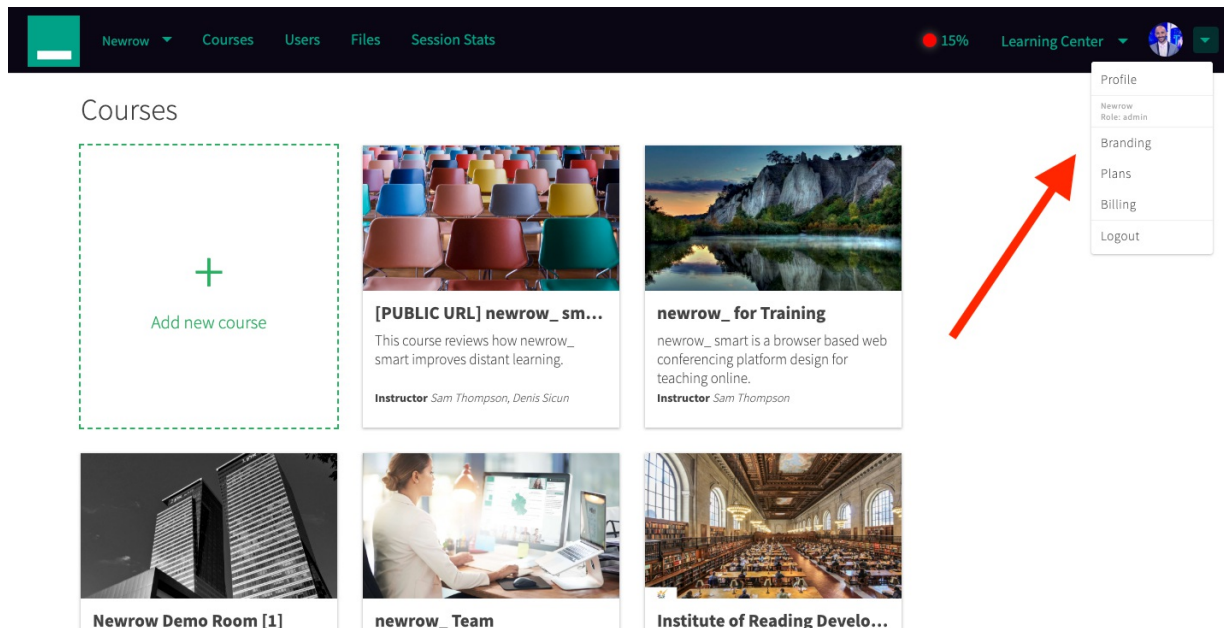 Newrow Courses Users Files Session Stats 15% Learning Center
Profile
Newrow
Role: admin
Branding
Plans
Billing
Logout
Courses
Add new course
[PUBLIC URL] newrow_ sm...
This course reviews how newrow_
smart improves distant learning.
Instructor Sam Thompson, Denis Sicun
newrow_ for Training
newrow_ smart is a browser based web
conferencing platform design for
teaching online.
Instructor Sam Thompson
Newrow Demo Room [1]
newrow_ Team
Institute of Reading Develo...